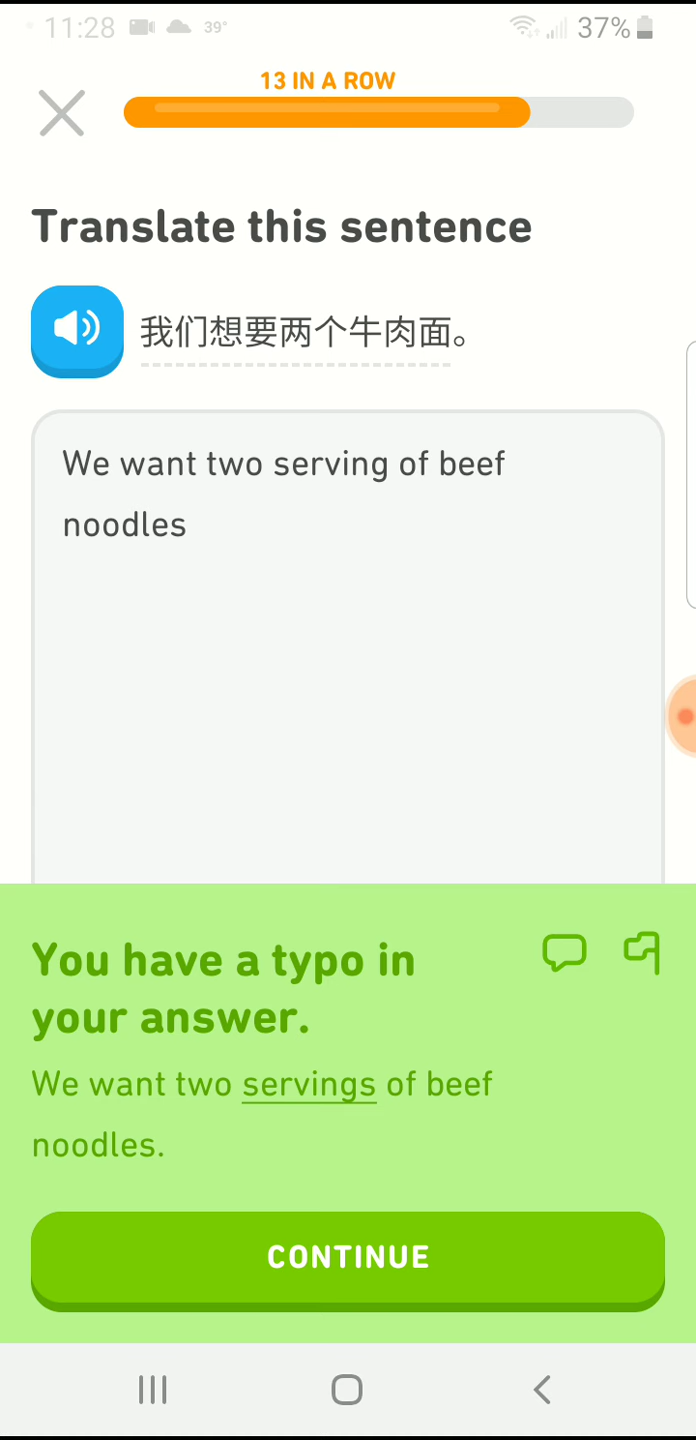 11:28 39° 37%
13 IN A ROW
Translate this sentence
我们想要两个牛肉面。
We want two serving of beef
noodles
You have a typo in
your answer.
We want two servings of beef
noodles.
CONTINUE